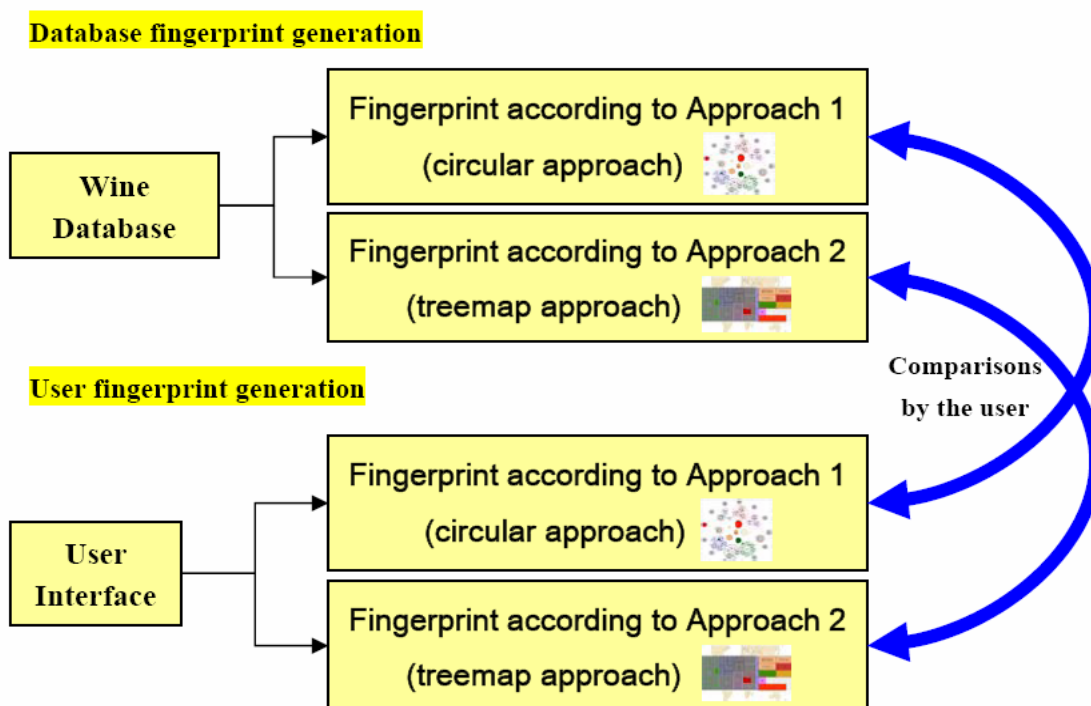 Database fingerprint generation
Fingerprint according to Approach 1
(circular approach)
Wine
Database
Fingerprint according to Approach 2
(treemap approach)
Comparisons
by the user
User fingerprint generation
Fingerprint according to Approach 1
(circular approach)
User
Interface
Fingerprint according to Approach 2
(treemap approach)